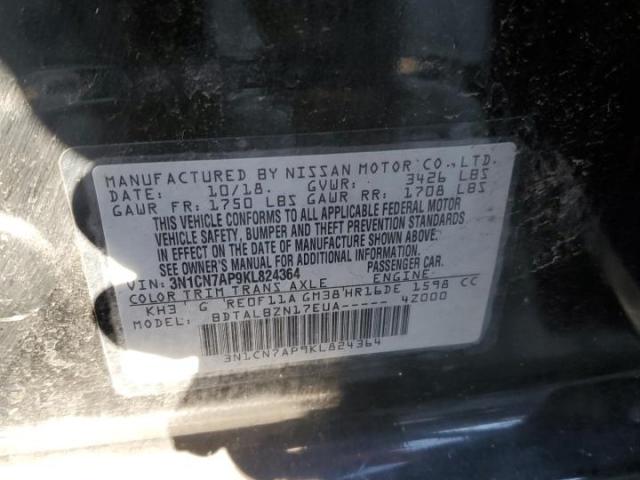 MANUFACTURED BY NISSAN MOTOR CO., LTD.
DATE: 10/18. GVWR: 3426 LBS
GAWR FR: 1750 LBS GAWR RR: 1708 LBS
THIS VEHICLE CONFORMS TO ALL APPLICABLE FEDERAL MOTOR
VEHICLE SAFETY, BUMPER AND THEFT PREVENTION STANDARDS
IN EFFECT ON THE DATE OF MANUFACTURE SHOWN ABOVE.
SEE OWNER'S MANUAL FOR ADDITIONAL INFORMATION.
VIN: 3N1CN7AP9KL824364 PASSENGER CAR
COLOR TRIM TRANS AXLE ENGINE
KH3 G RE0F11A GM38 HR16DE 1598 CC
MODEL: BDTALBZN17EUA----- 42000
3N1CN7AP9KL824364